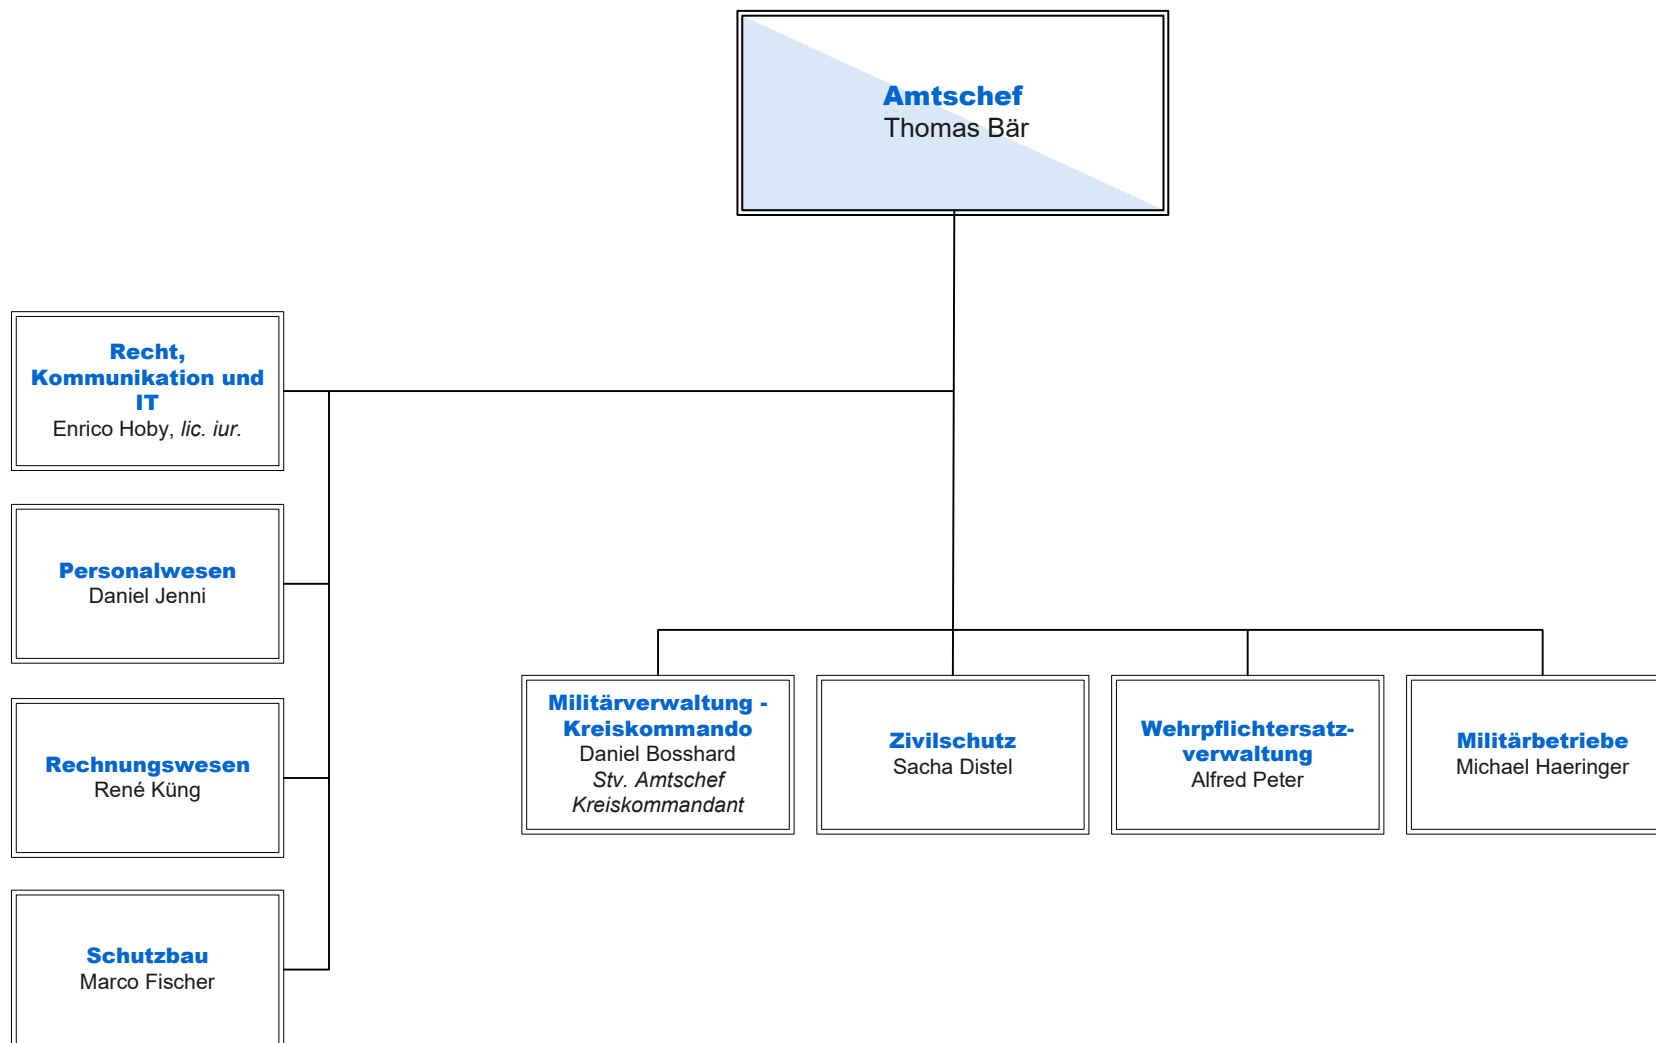 Amtschef
Thomas Bär
Recht,
Kommunikation und
IT
Enrico Hoby, lic. iur.
Personalwesen
Daniel Jenni
Rechnungswesen
René Küng
Schutzbau
Marco Fischer
Militärverwaltung -
Kreiskommando
Daniel Bosshard
Stv. Amtschef
Kreiskommandant
Zivilschutz
Sacha Distel
Wehrpflichtersatz-
verwaltung
Alfred Peter
Militärbetriebe
Michael Haeringer